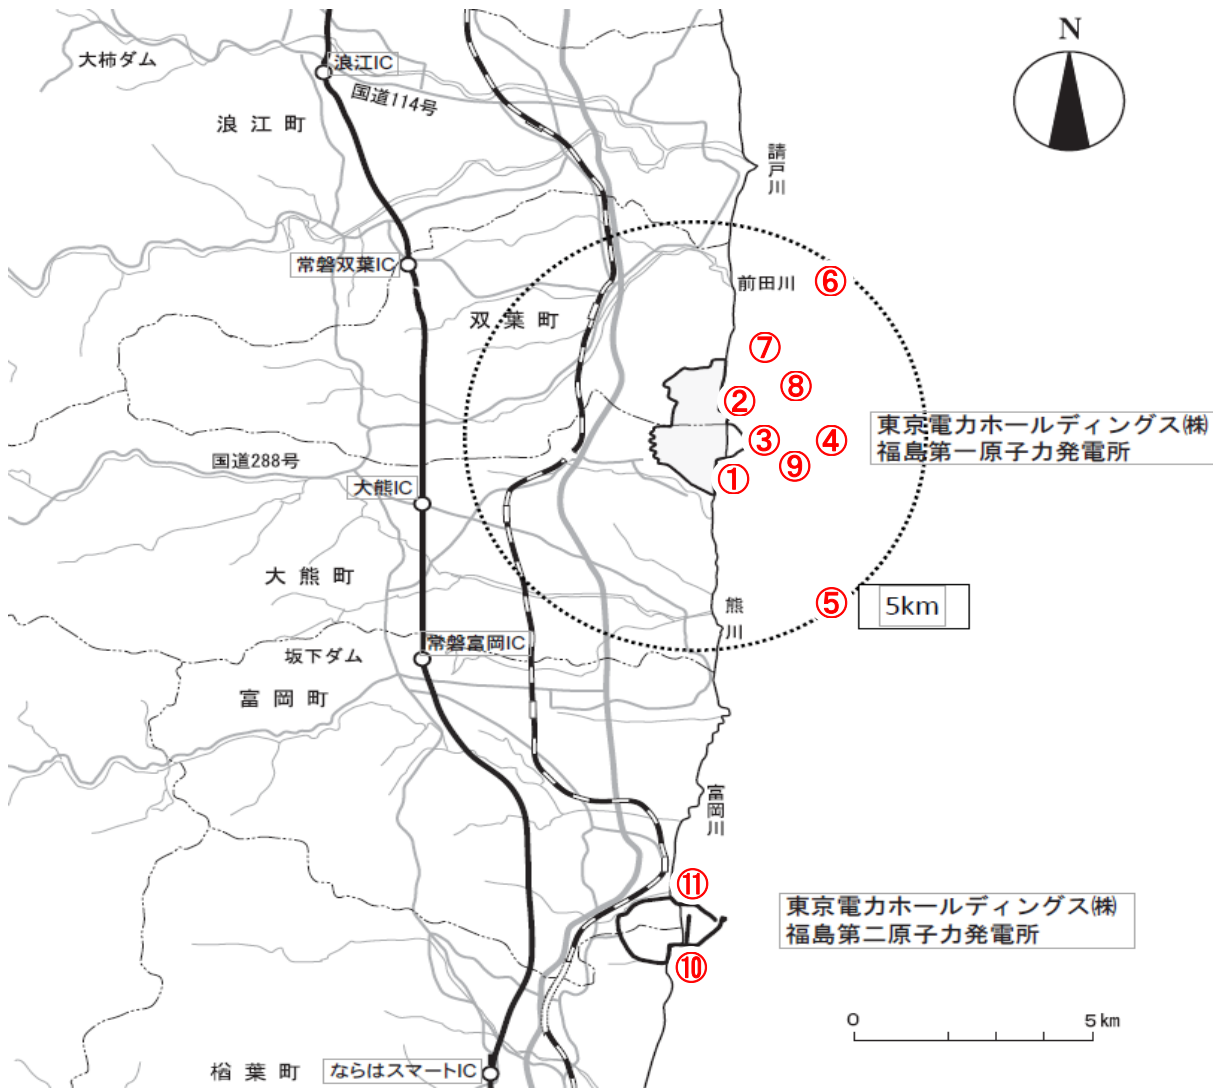 N
大柿ダム
浪江IC
国道114号
浪江町
請戸川
常磐双葉IC
前田川
⑥
双葉町
⑦
⑧
②
東京電力ホールディングス㈱
福島第一原子力発電所
③
④
国道288号
⑨
①
大熊IC
大熊町
熊川
⑤
5km
常磐富岡IC
坂下ダム
富岡町
富岡川
⑪
東京電力ホールディングス㈱
福島第二原子力発電所
⑩
0
5km
楢葉町
ならはスマートIC